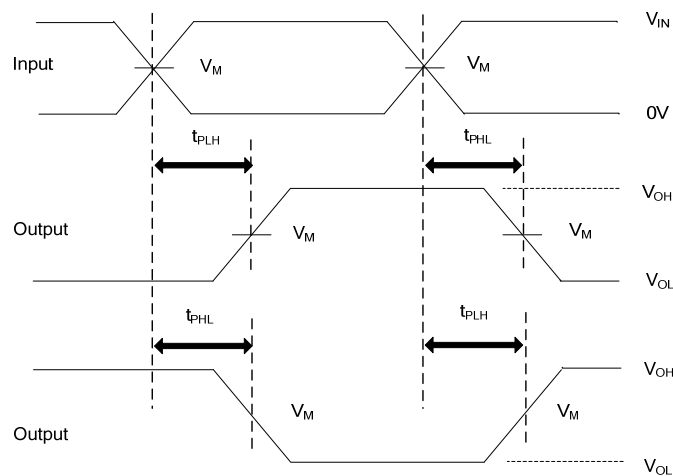 V_IN
Input
V_M
V_M
0V
t_PLH
t_PHL
V_OH
Output
V_M
V_M
V_OL
t_PHL
t_PLH
V_OH
V_M
V_M
Output
V_OL